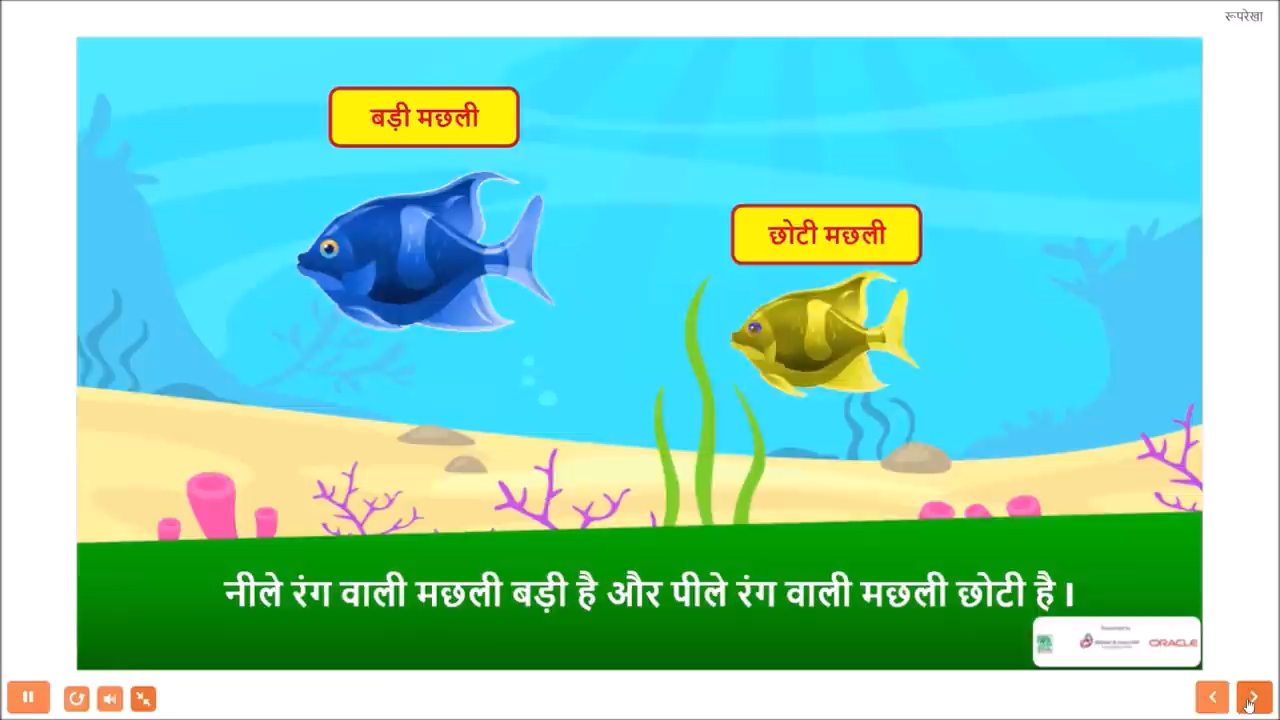 रूपरेखा
बड़ी मछली
छोटी मछली
नीले रंग वाली मछली बड़ी है और पीले रंग वाली मछली छोटी है ।
ORACLE